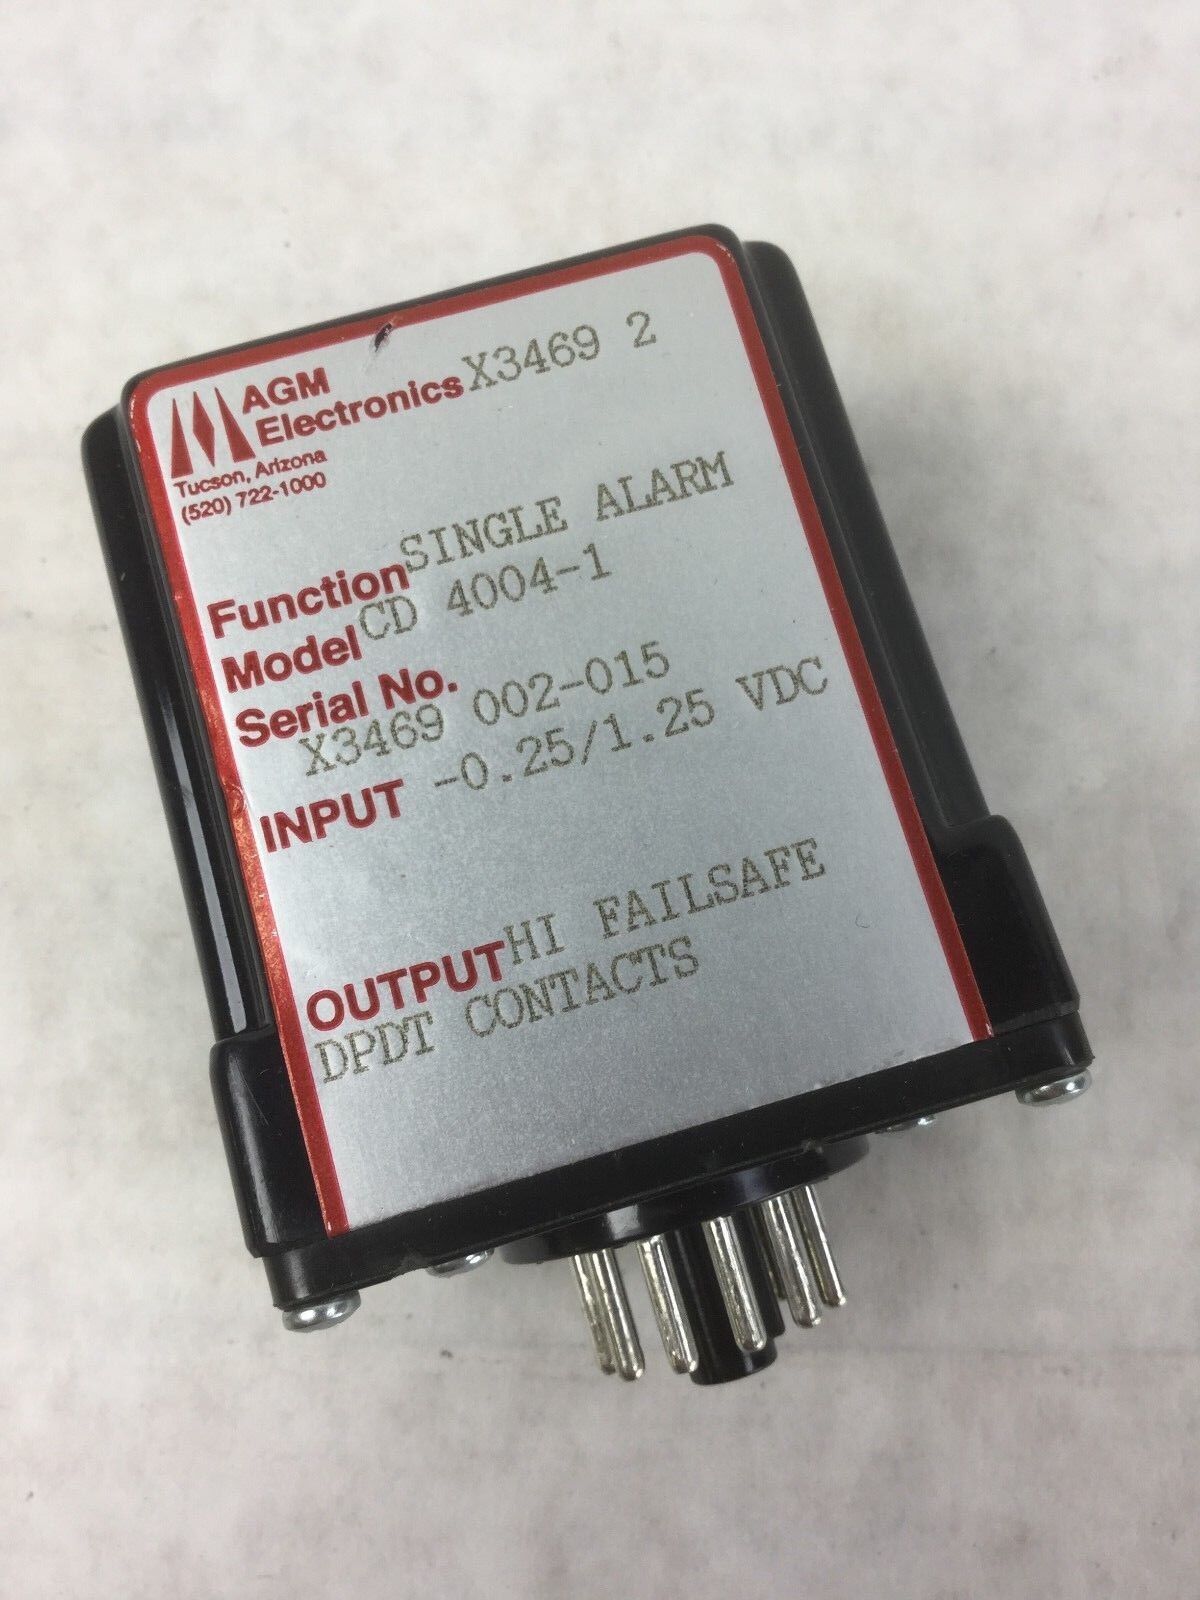 AGM
Electronics X3469 2
Tucson, Arizona
(520) 722-1000
Function SINGLE ALARM
Model CD 4004-1
Serial No.
X3469 002-015
INPUT -0.25/1.25 VDC
OUTPUT HI FAILSAFE
DPDT CONTACTS